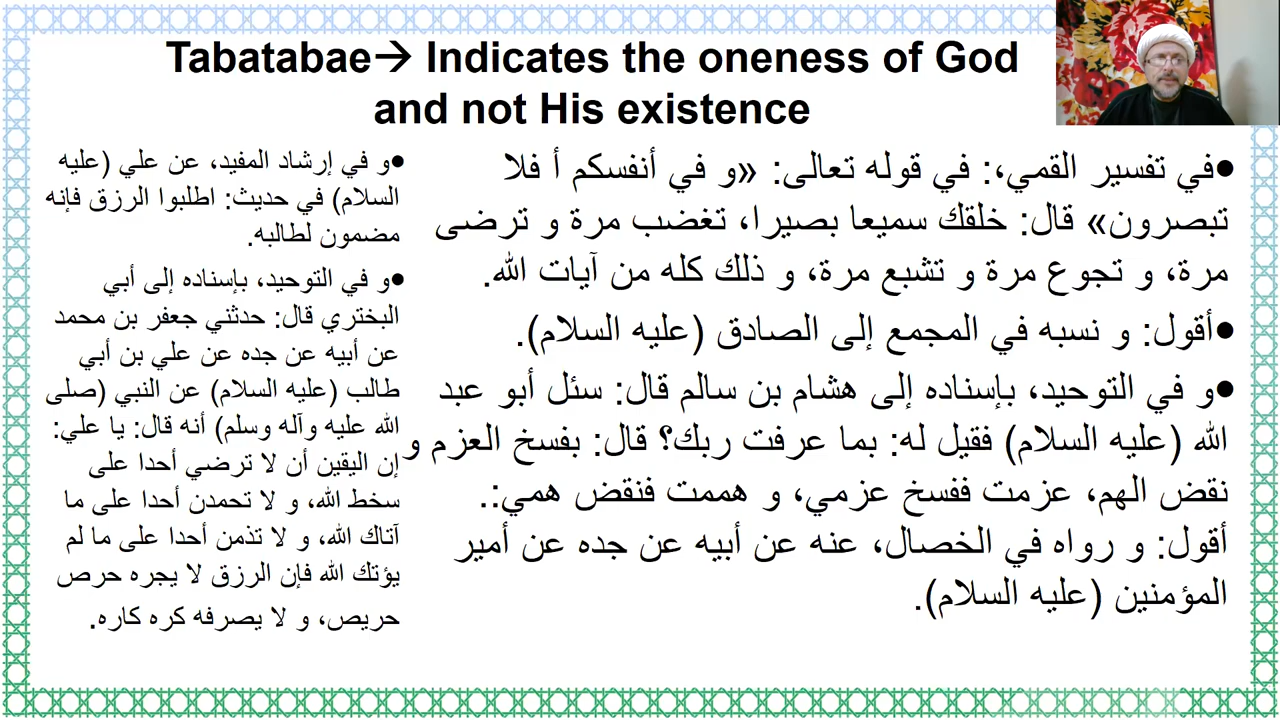 Tabatabae→ Indicates the oneness of God
and not His existence
•في تفسير القمي،: في قوله تعالى: «و في أنفسكم أ فلا
تبصرون» قال: خلقك سميعا بصيرا، تغضب مرة و ترضى
مرة، و تجوع مرة و تشبع مرة، و ذلك كله من آيات الله.
•أقول: و نسبه في المجمع إلى الصادق (عليه السلام).
•و في التوحيد، بإسناده إلى هشام بن سالم قال: سئل أبو عبد
الله (عليه السلام) فقيل له: بما عرفت ربك؟ قال: بفسخ العزم و
نقض الهم، عزمت ففسخ عزمي، و هممت فنقض همي:.
أقول: و رواه في الخصال، عنه عن أبيه عن جده عن أمير
المؤمنين (عليه السلام).
•و في إرشاد المفيد، عن علي (عليه
السلام) في حديث: اطلبوا الرزق فإنه
مضمون لطالبه.
•و في التوحيد، بإسناده إلى أبي
البختري قال: حدثني جعفر بن محمد
عن أبيه عن جده عن علي بن أبي
طالب (عليه السلام) عن النبي (صلى
الله عليه وآله وسلم) أنه قال: يا علي:
إن اليقين أن لا ترضي أحدا على
سخط الله، و لا تحمدن أحدا على ما
آتاك الله، و لا تذمن أحدا على ما لم
يؤتك الله فإن الرزق لا يجره حرص
حريص، و لا يصرفه كره كاره.